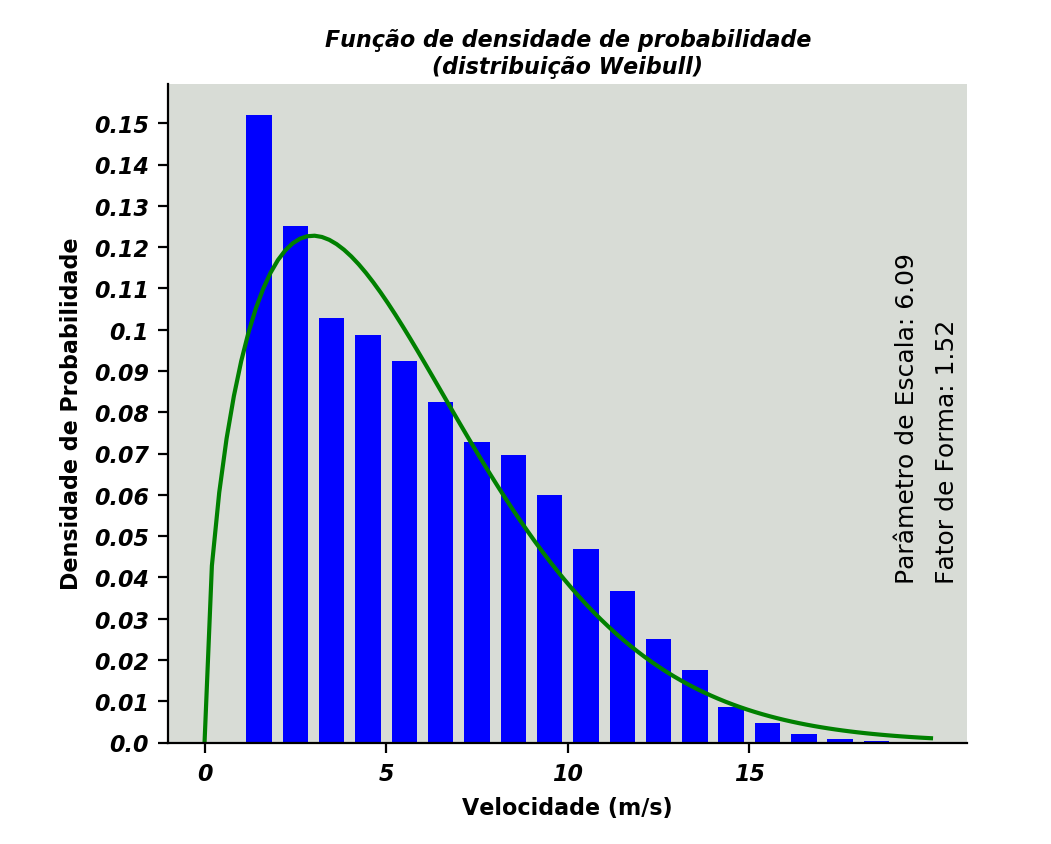 Função de densidade de probabilidade
(distribuição Weibull)
Densidade de Probabilidade
0.15
0.14
0.13
0.12
0.11
0.1
0.09
0.08
0.07
0.06
0.05
0.04
0.03
0.02
0.01
0.0
Parâmetro de Escala: 6.09
Fator de Forma: 1.52
0 5 10 15
Velocidade (m/s)